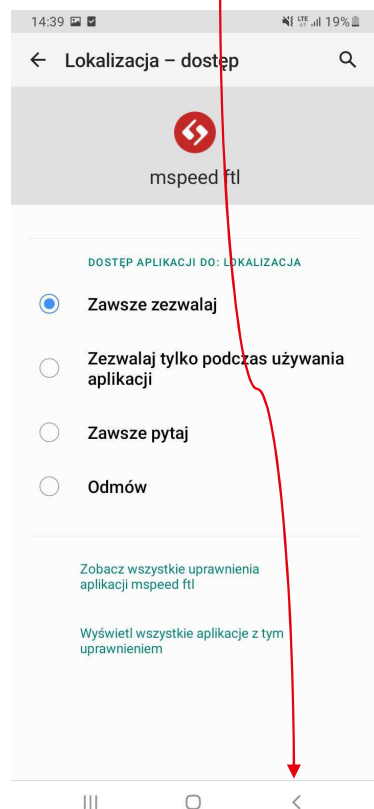 14:39 LTE 19%
Lokalizacja – dostęp
mspeed ftl
DOSTĘP APLIKACJI DO: LOKALIZACJA
Zawsze zezwalaj
Zezwalaj tylko podczas używania
aplikacji
Zawsze pytaj
Odmów
Zobacz wszystkie uprawnienia
aplikacji mspeed ftl
Wyświetl wszystkie aplikacje z tym
uprawnieniem